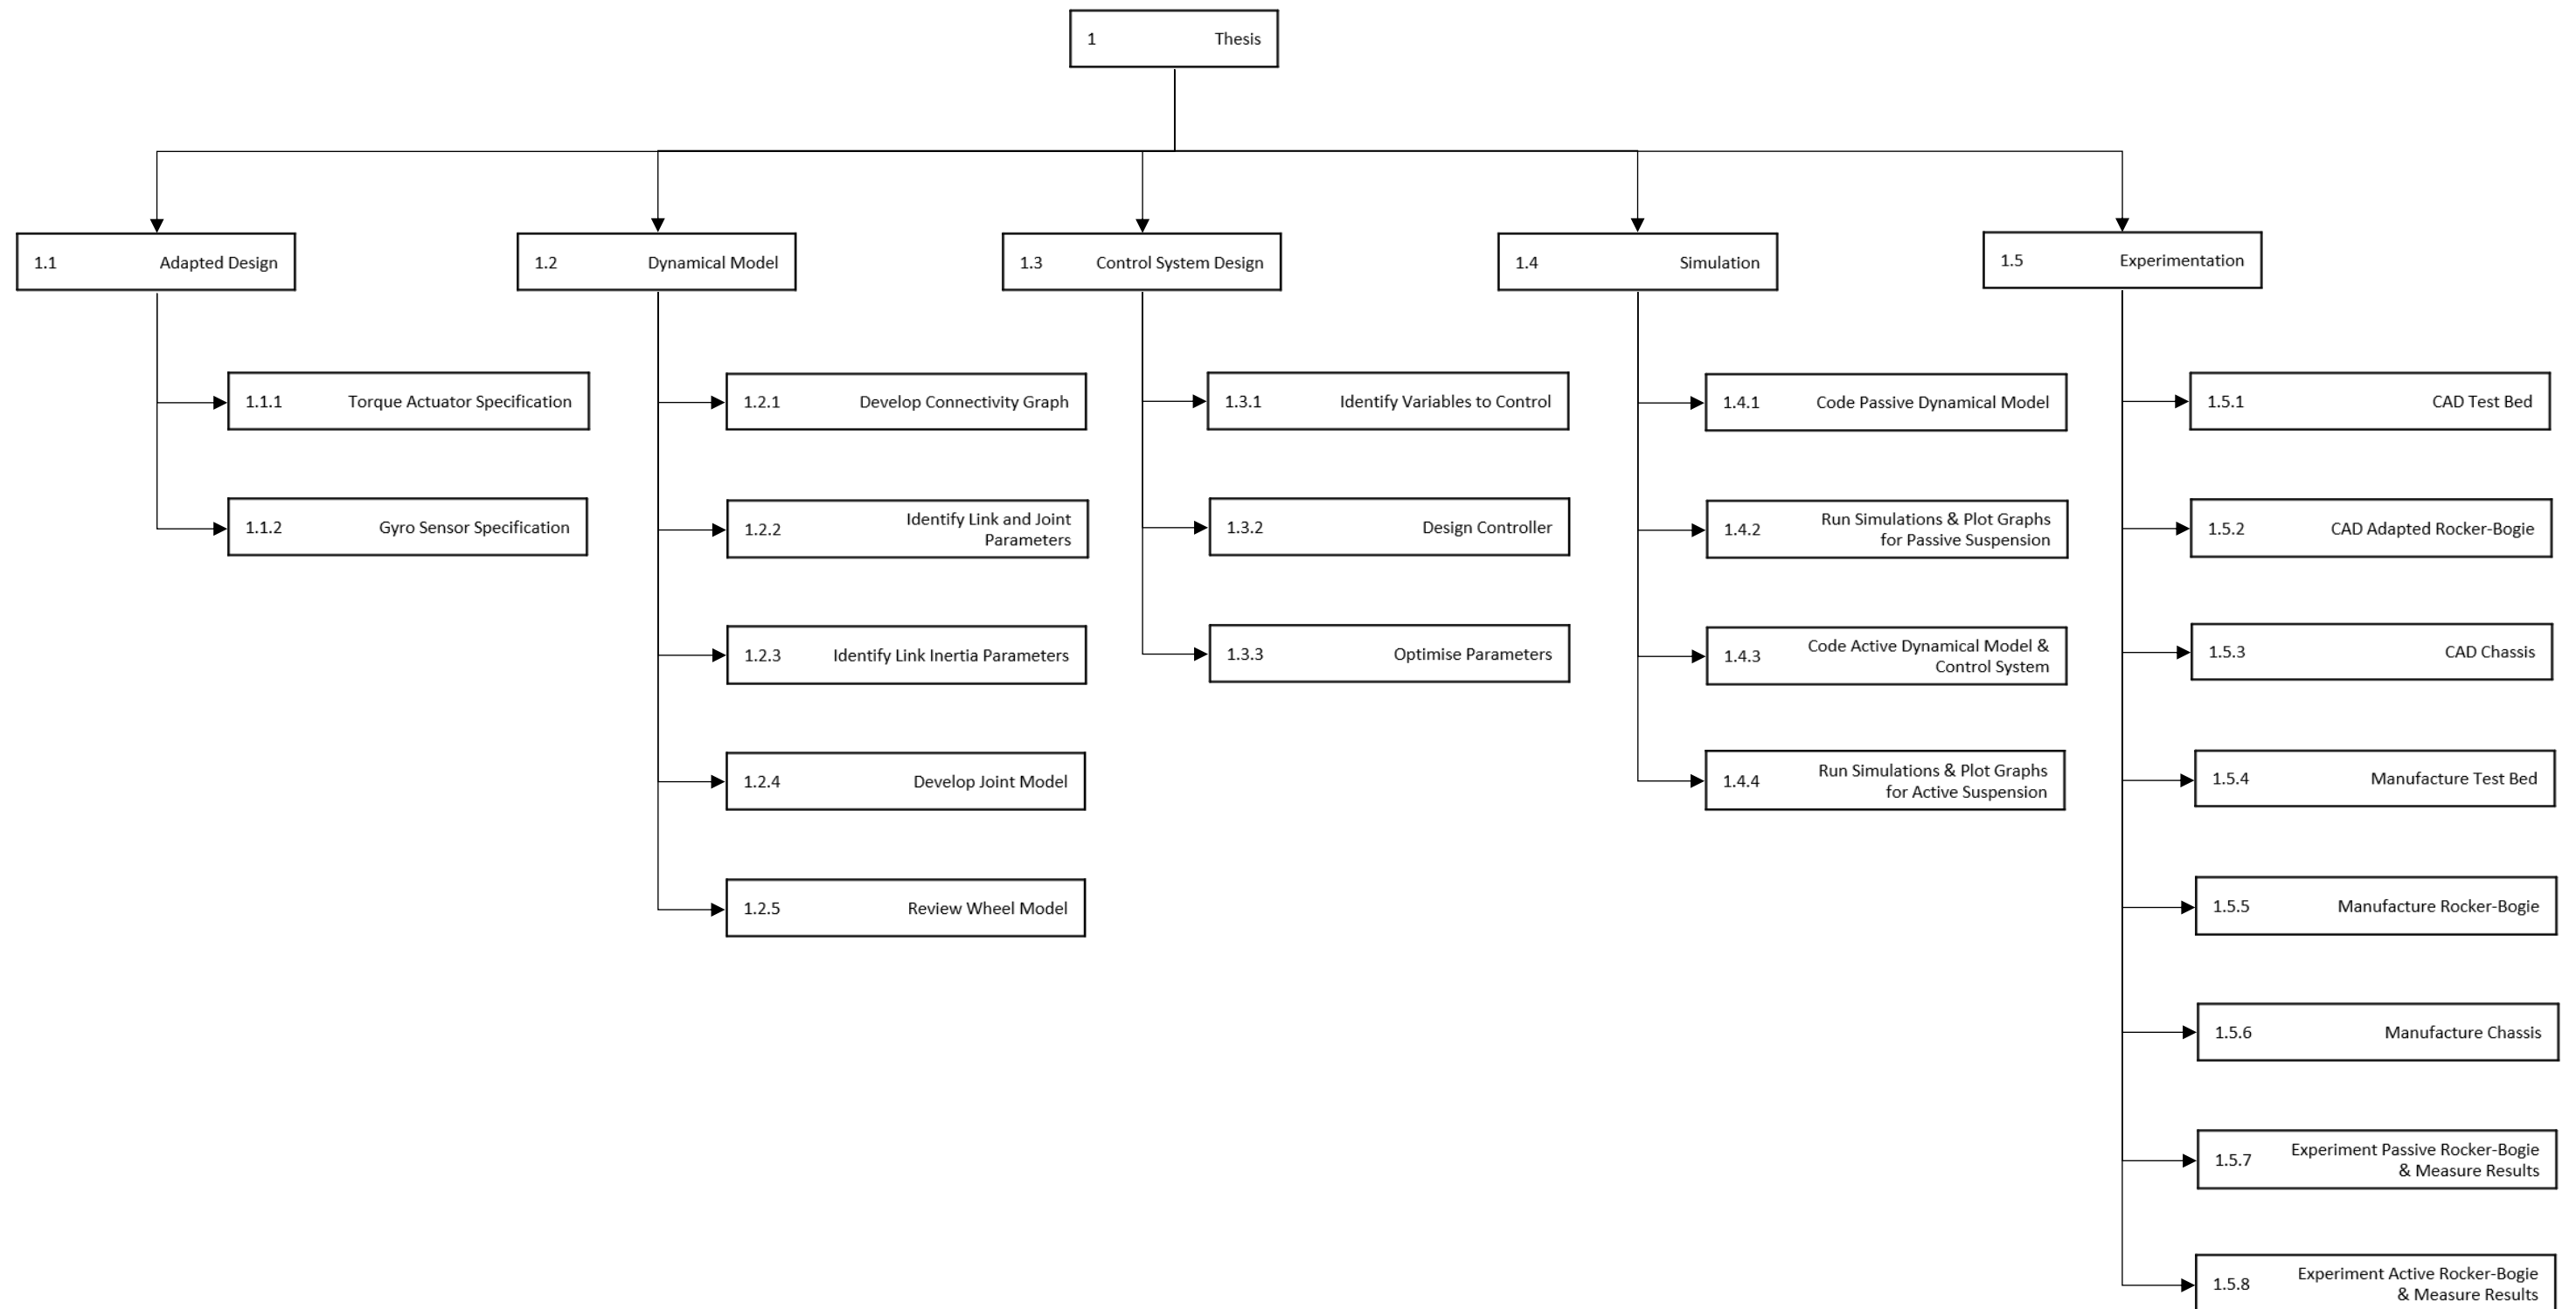 1 Thesis
1.1 Adapted Design
1.2 Dynamical Model
1.3 Control System Design
1.4 Simulation
1.5 Experimentation
1.1.1 Torque Actuator Specification
1.1.2 Gyro Sensor Specification
1.2.1 Develop Connectivity Graph
1.2.2 Identify Link and Joint
Parameters
1.2.3 Identify Link Inertia Parameters
1.2.4 Develop Joint Model
1.2.5 Review Wheel Model
1.3.1 Identify Variables to Control
1.3.2 Design Controller
1.3.3 Optimise Parameters
1.4.1 Code Passive Dynamical Model
1.4.2 Run Simulations & Plot Graphs
for Passive Suspension
1.4.3 Code Active Dynamical Model &
Control System
1.4.4 Run Simulations & Plot Graphs
for Active Suspension
1.5.1 CAD Test Bed
1.5.2 CAD Adapted Rocker-Bogie
1.5.3 CAD Chassis
1.5.4 Manufacture Test Bed
1.5.5 Manufacture Rocker-Bogie
1.5.6 Manufacture Chassis
1.5.7 Experiment Passive Rocker-Bogie
& Measure Results
1.5.8 Experiment Active Rocker-Bogie
& Measure Results